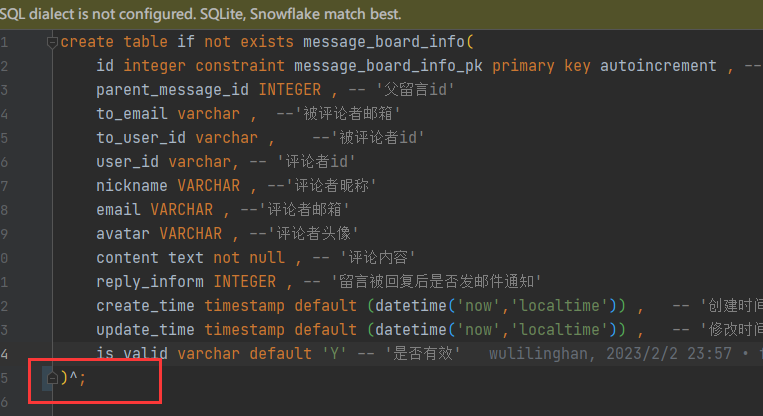 SQL dialect is not configured. SQLite, Snowflake match best.
1 create table if not exists message_board_info(
2 id integer constraint message_board_info_pk primary key autoincrement , --
3 parent_message_id INTEGER , -- '父留言id'
4 to_email varchar , --'被评论者邮箱'
5 to_user_id varchar , --'被评论者id'
6 user_id varchar, -- '评论者id'
7 nickname VARCHAR , --'评论者昵称'
8 email VARCHAR , --'评论者邮箱'
9 avatar VARCHAR , --'评论者头像'
0 content text not null , -- '评论内容'
1 reply_inform INTEGER , -- '留言被回复后是否发邮件通知'
2 create_time timestamp default (datetime('now','localtime')) , -- '创建时间
3 update_time timestamp default (datetime('now','localtime')) , -- '修改时间
4 is_valid varchar default 'Y' -- '是否有效' wulilinghan, 2023/2/2 23:57 •
5 )^;
6